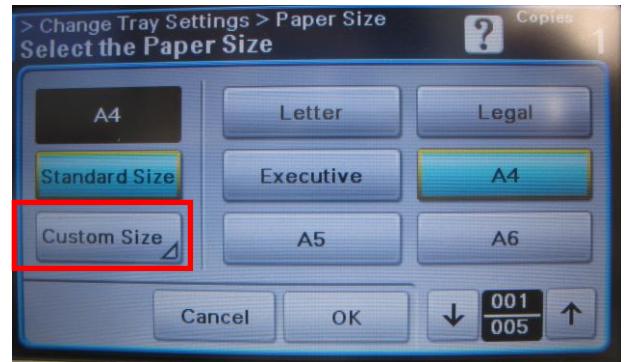 > Change Tray Settings > Paper Size
Select the Paper Size
?
Copies
1
A4
Letter
Legal
Standard Size
Executive
A4
Custom Size
A5
A6
Cancel
OK
↓
001
005
↑